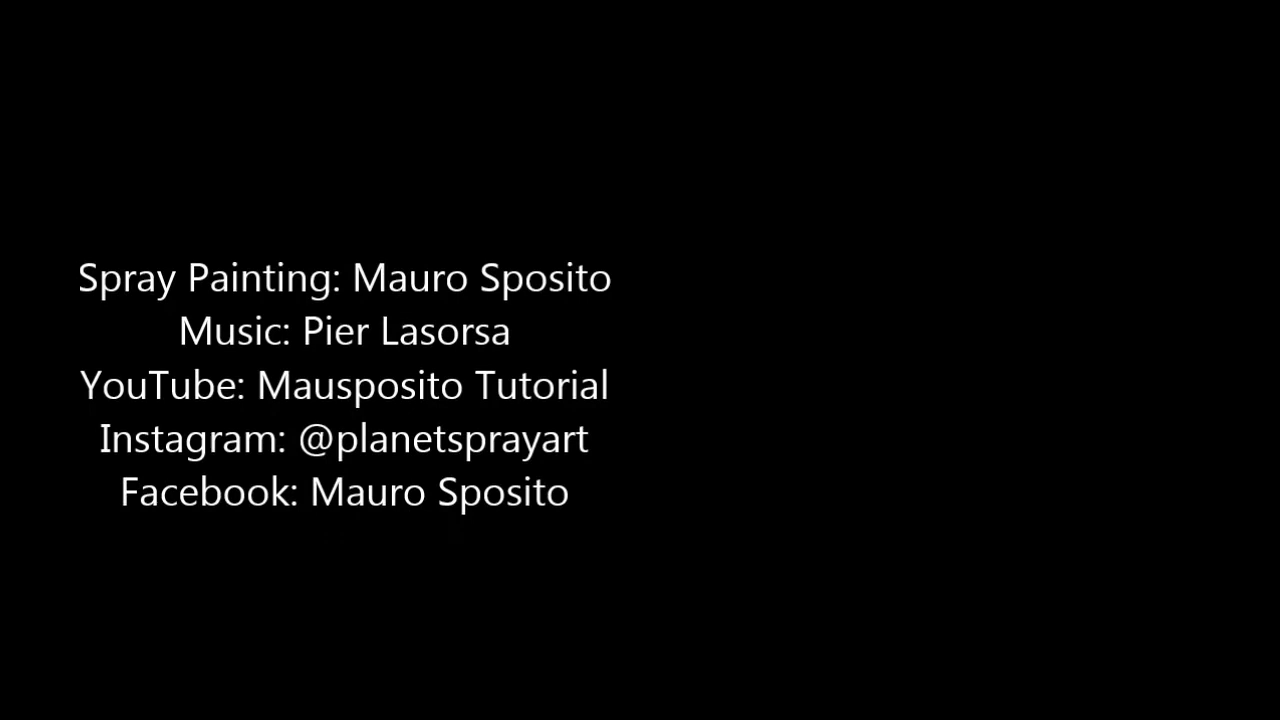 Spray Painting: Mauro Sposito
Music: Pier Lasorsa
YouTube: Mausposito Tutorial
Instagram: @planetsprayart
Facebook: Mauro Sposito